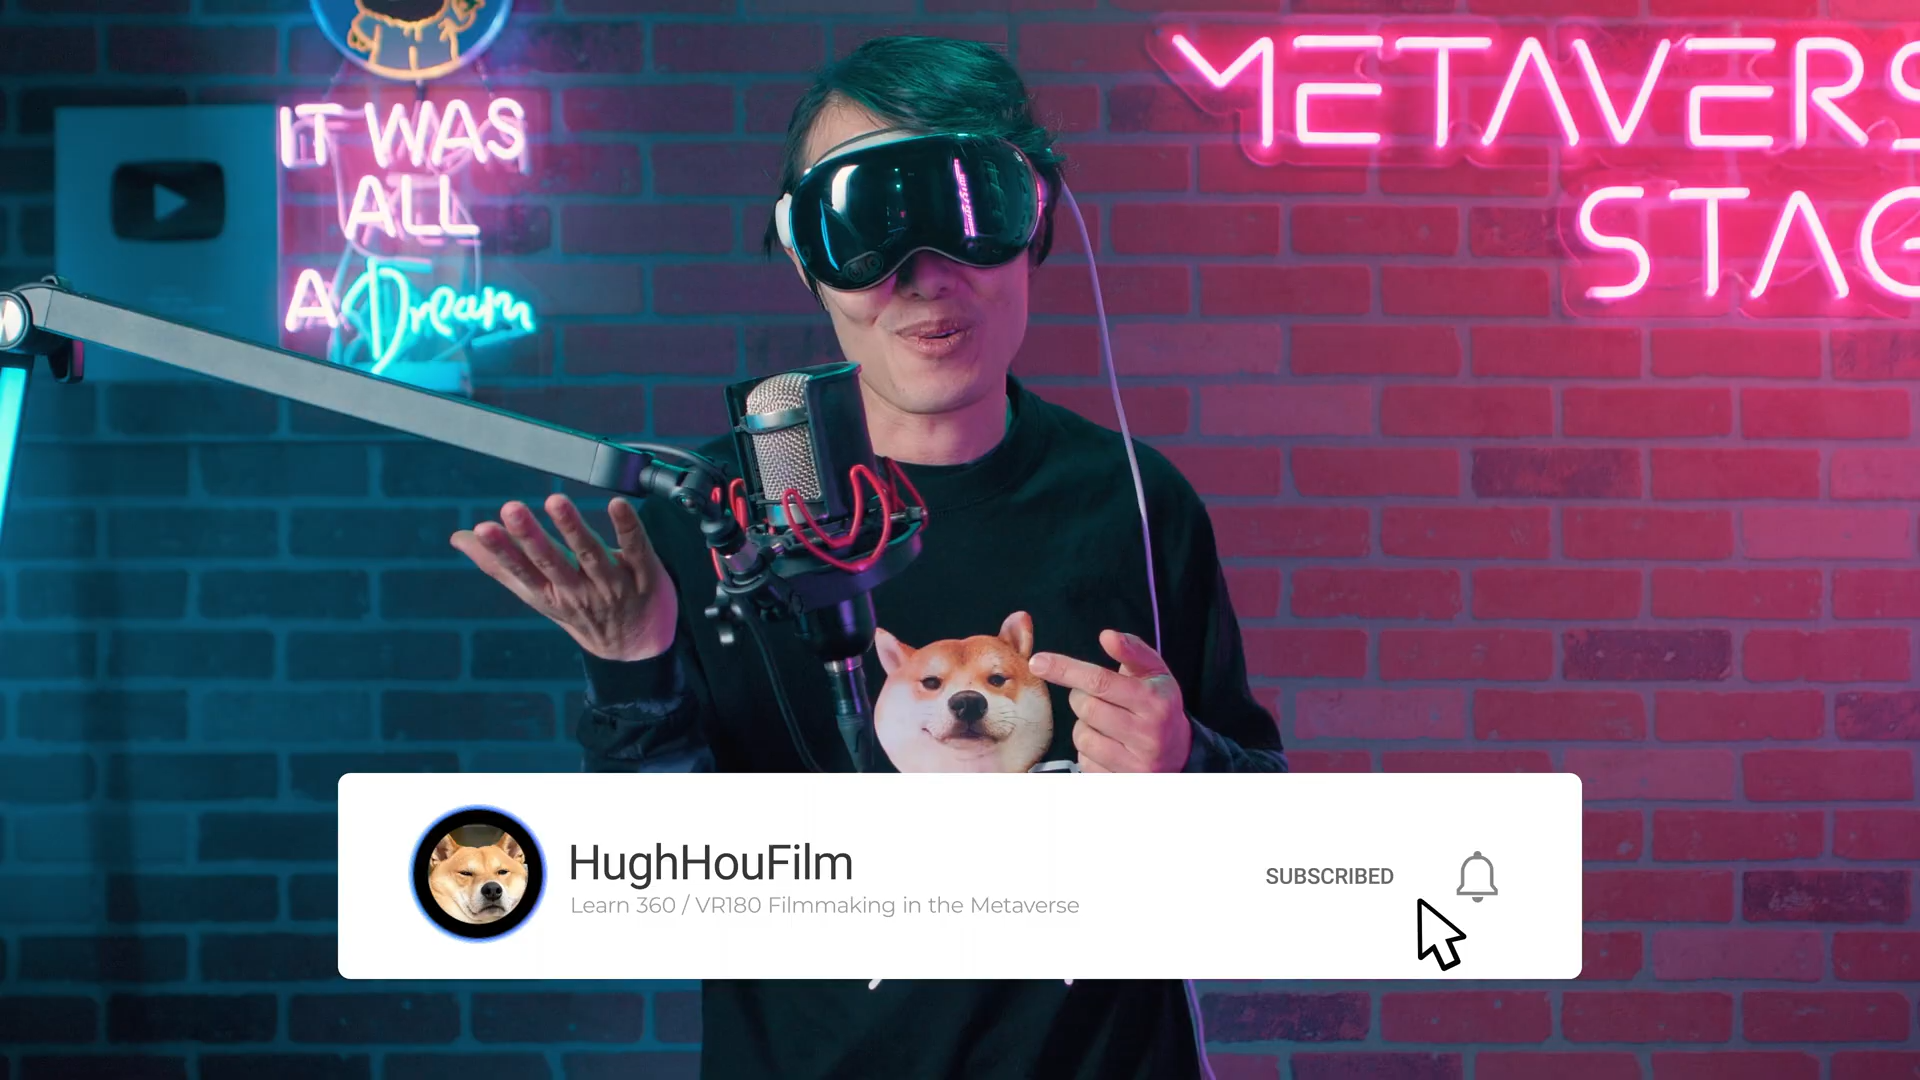 IT WAS
ALL
A Dream
METAVERS
STAG
HughHouFilm
Learn 360 / VR180 Filmmaking in the Metaverse
SUBSCRIBED